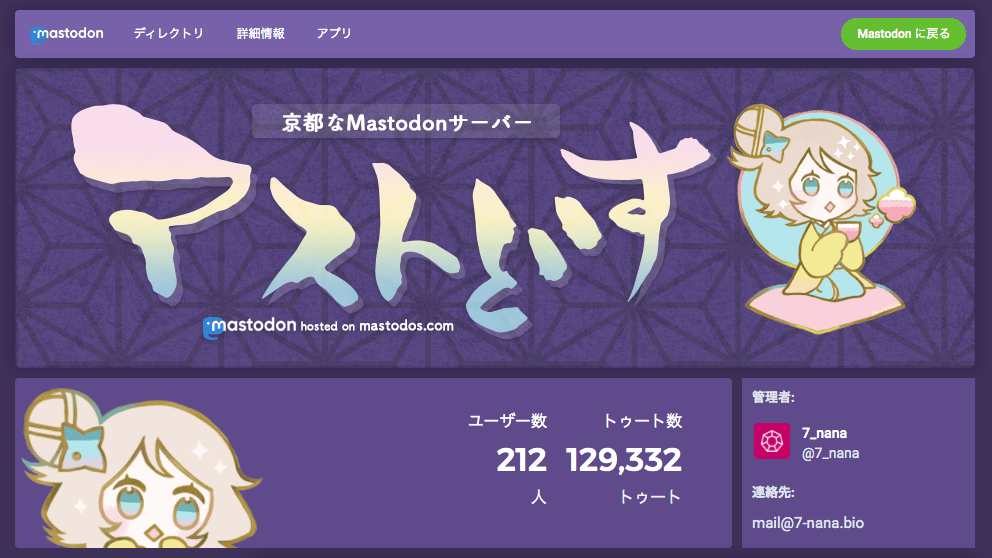 mastodon ディレクトリ 詳細情報 アプリ Mastodon に戻る
京都なMastodonサーバー
アストどす
mastodon hosted on mastodos.com
ユーザー数 トゥート数
212 129,332
人 トゥート
管理者:
7_nana
@7_nana
連絡先:
mail@7-nana.bio